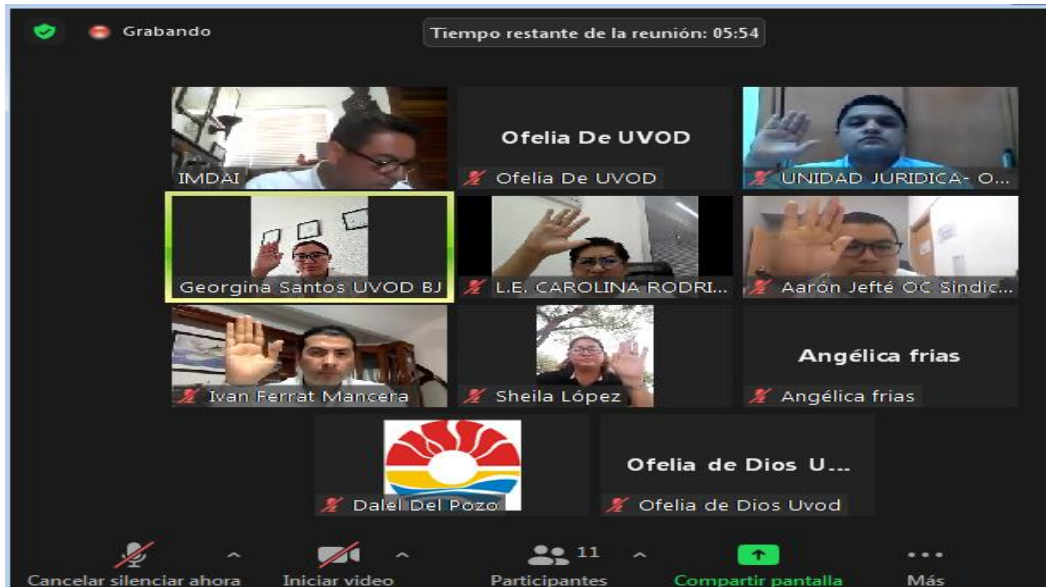 Grabando
Tiempo restante de la reunión: 05:54
IMDAI
Ofelia De UVOD
Ofelia De UVOD
UNIDAD JURIDICA- O...
Georgina Santos UVOD BJ
L.E. CAROLINA RODRI...
Aarón Jefté OC Sindic...
Ivan Ferrat Mancera
Sheila López
Angélica frias
Angélica frias
Dalel Del Pozo
Ofelia de Dios U...
Ofelia de Dios Uvod
Cancelar silenciar ahora
Iniciar video
Participantes
11
Compartir pantalla
Más